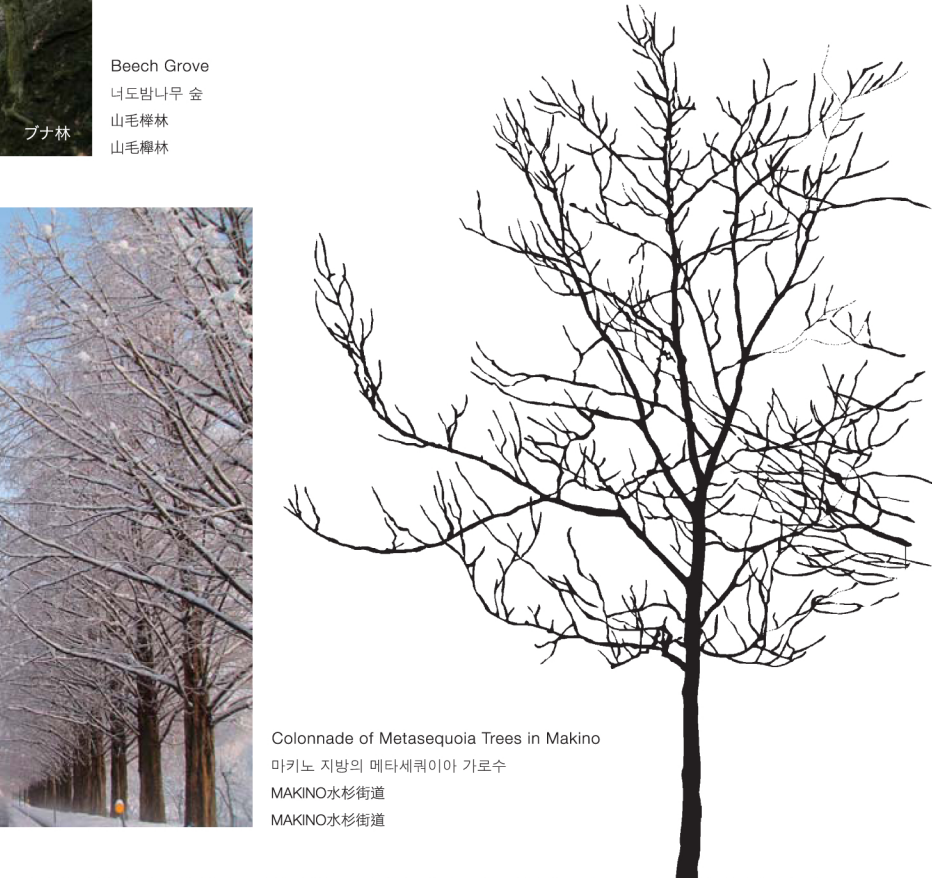 ブナ林
Beech Grove
너도밤나무 숲
山毛榉林
山毛櫸林
Colonnade of Metasequoia Trees in Makino
마키노 지방의 메타세쿼이아 가로수
MAKINO水杉街道
MAKINO水杉街道